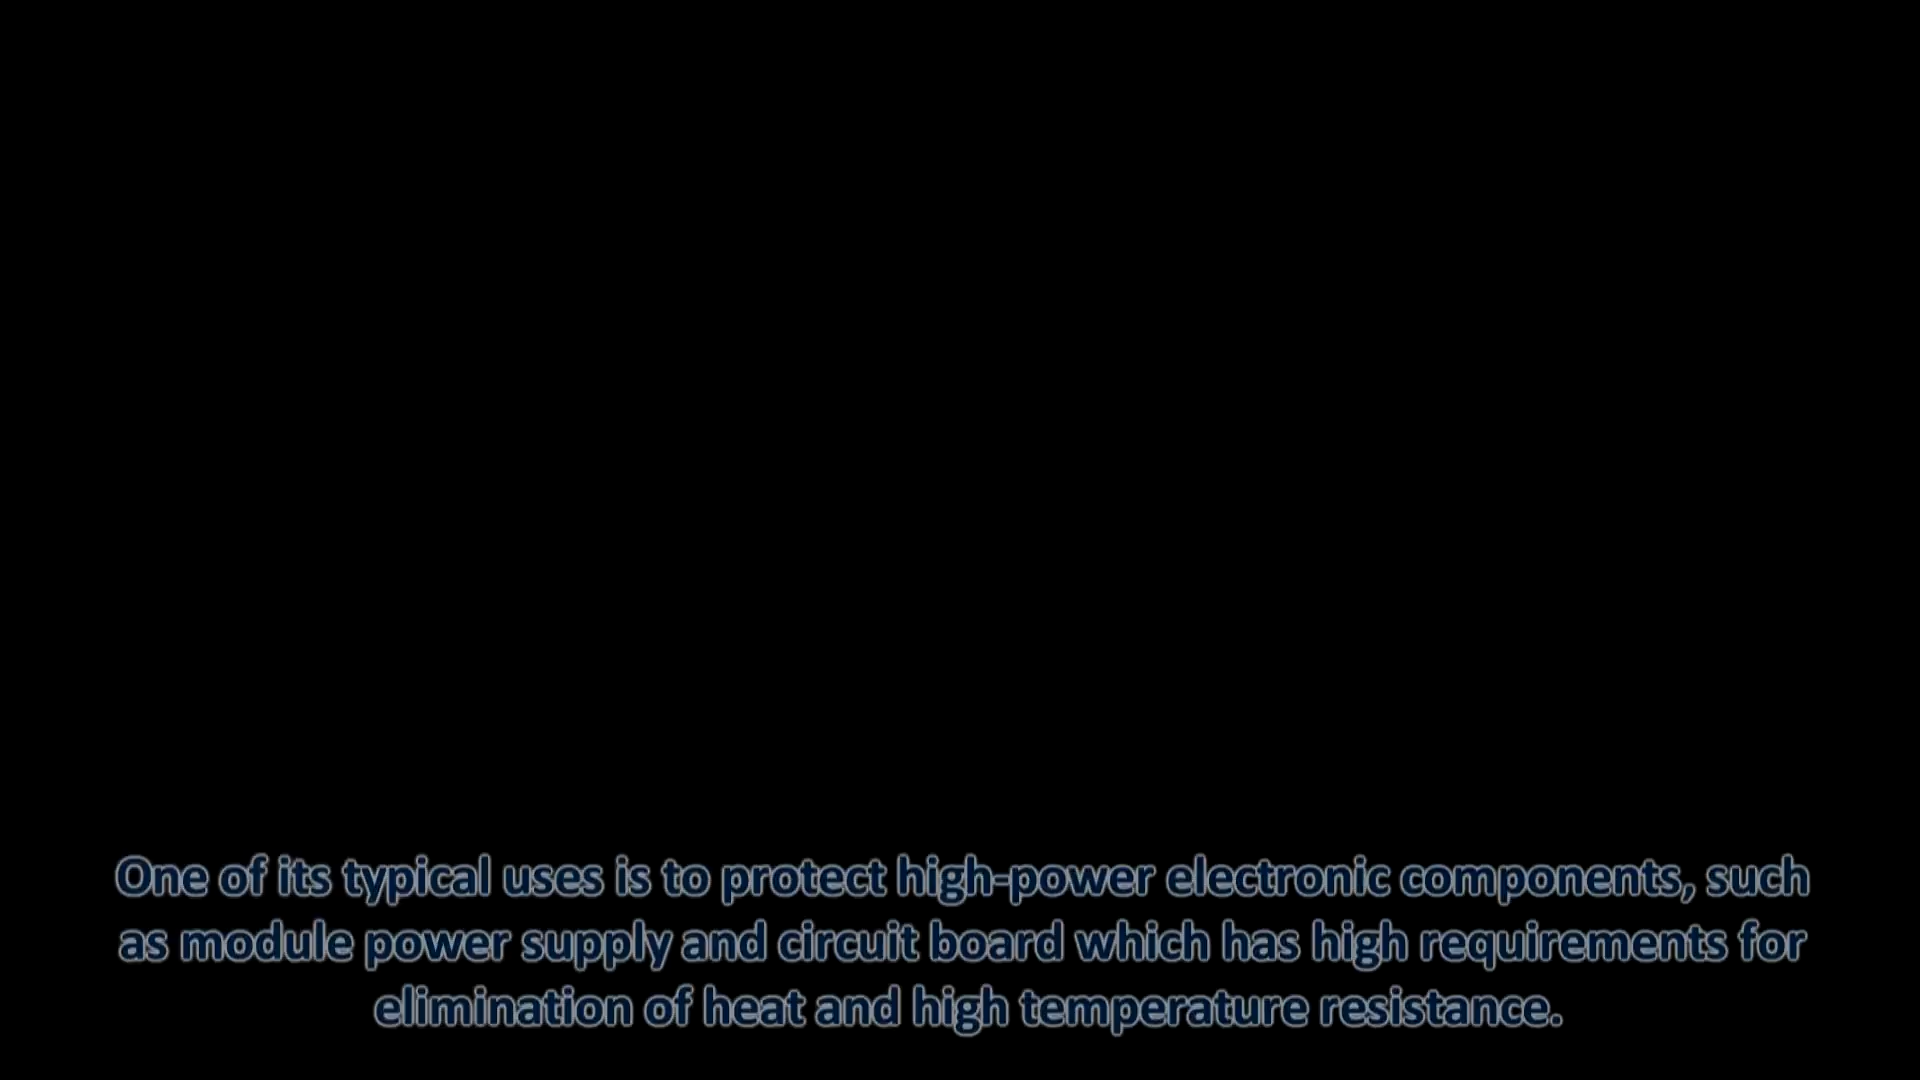 One of its typical uses is to protect high-power electronic components, such
as module power supply and circuit board which has high requirements for
elimination of heat and high temperature resistance.